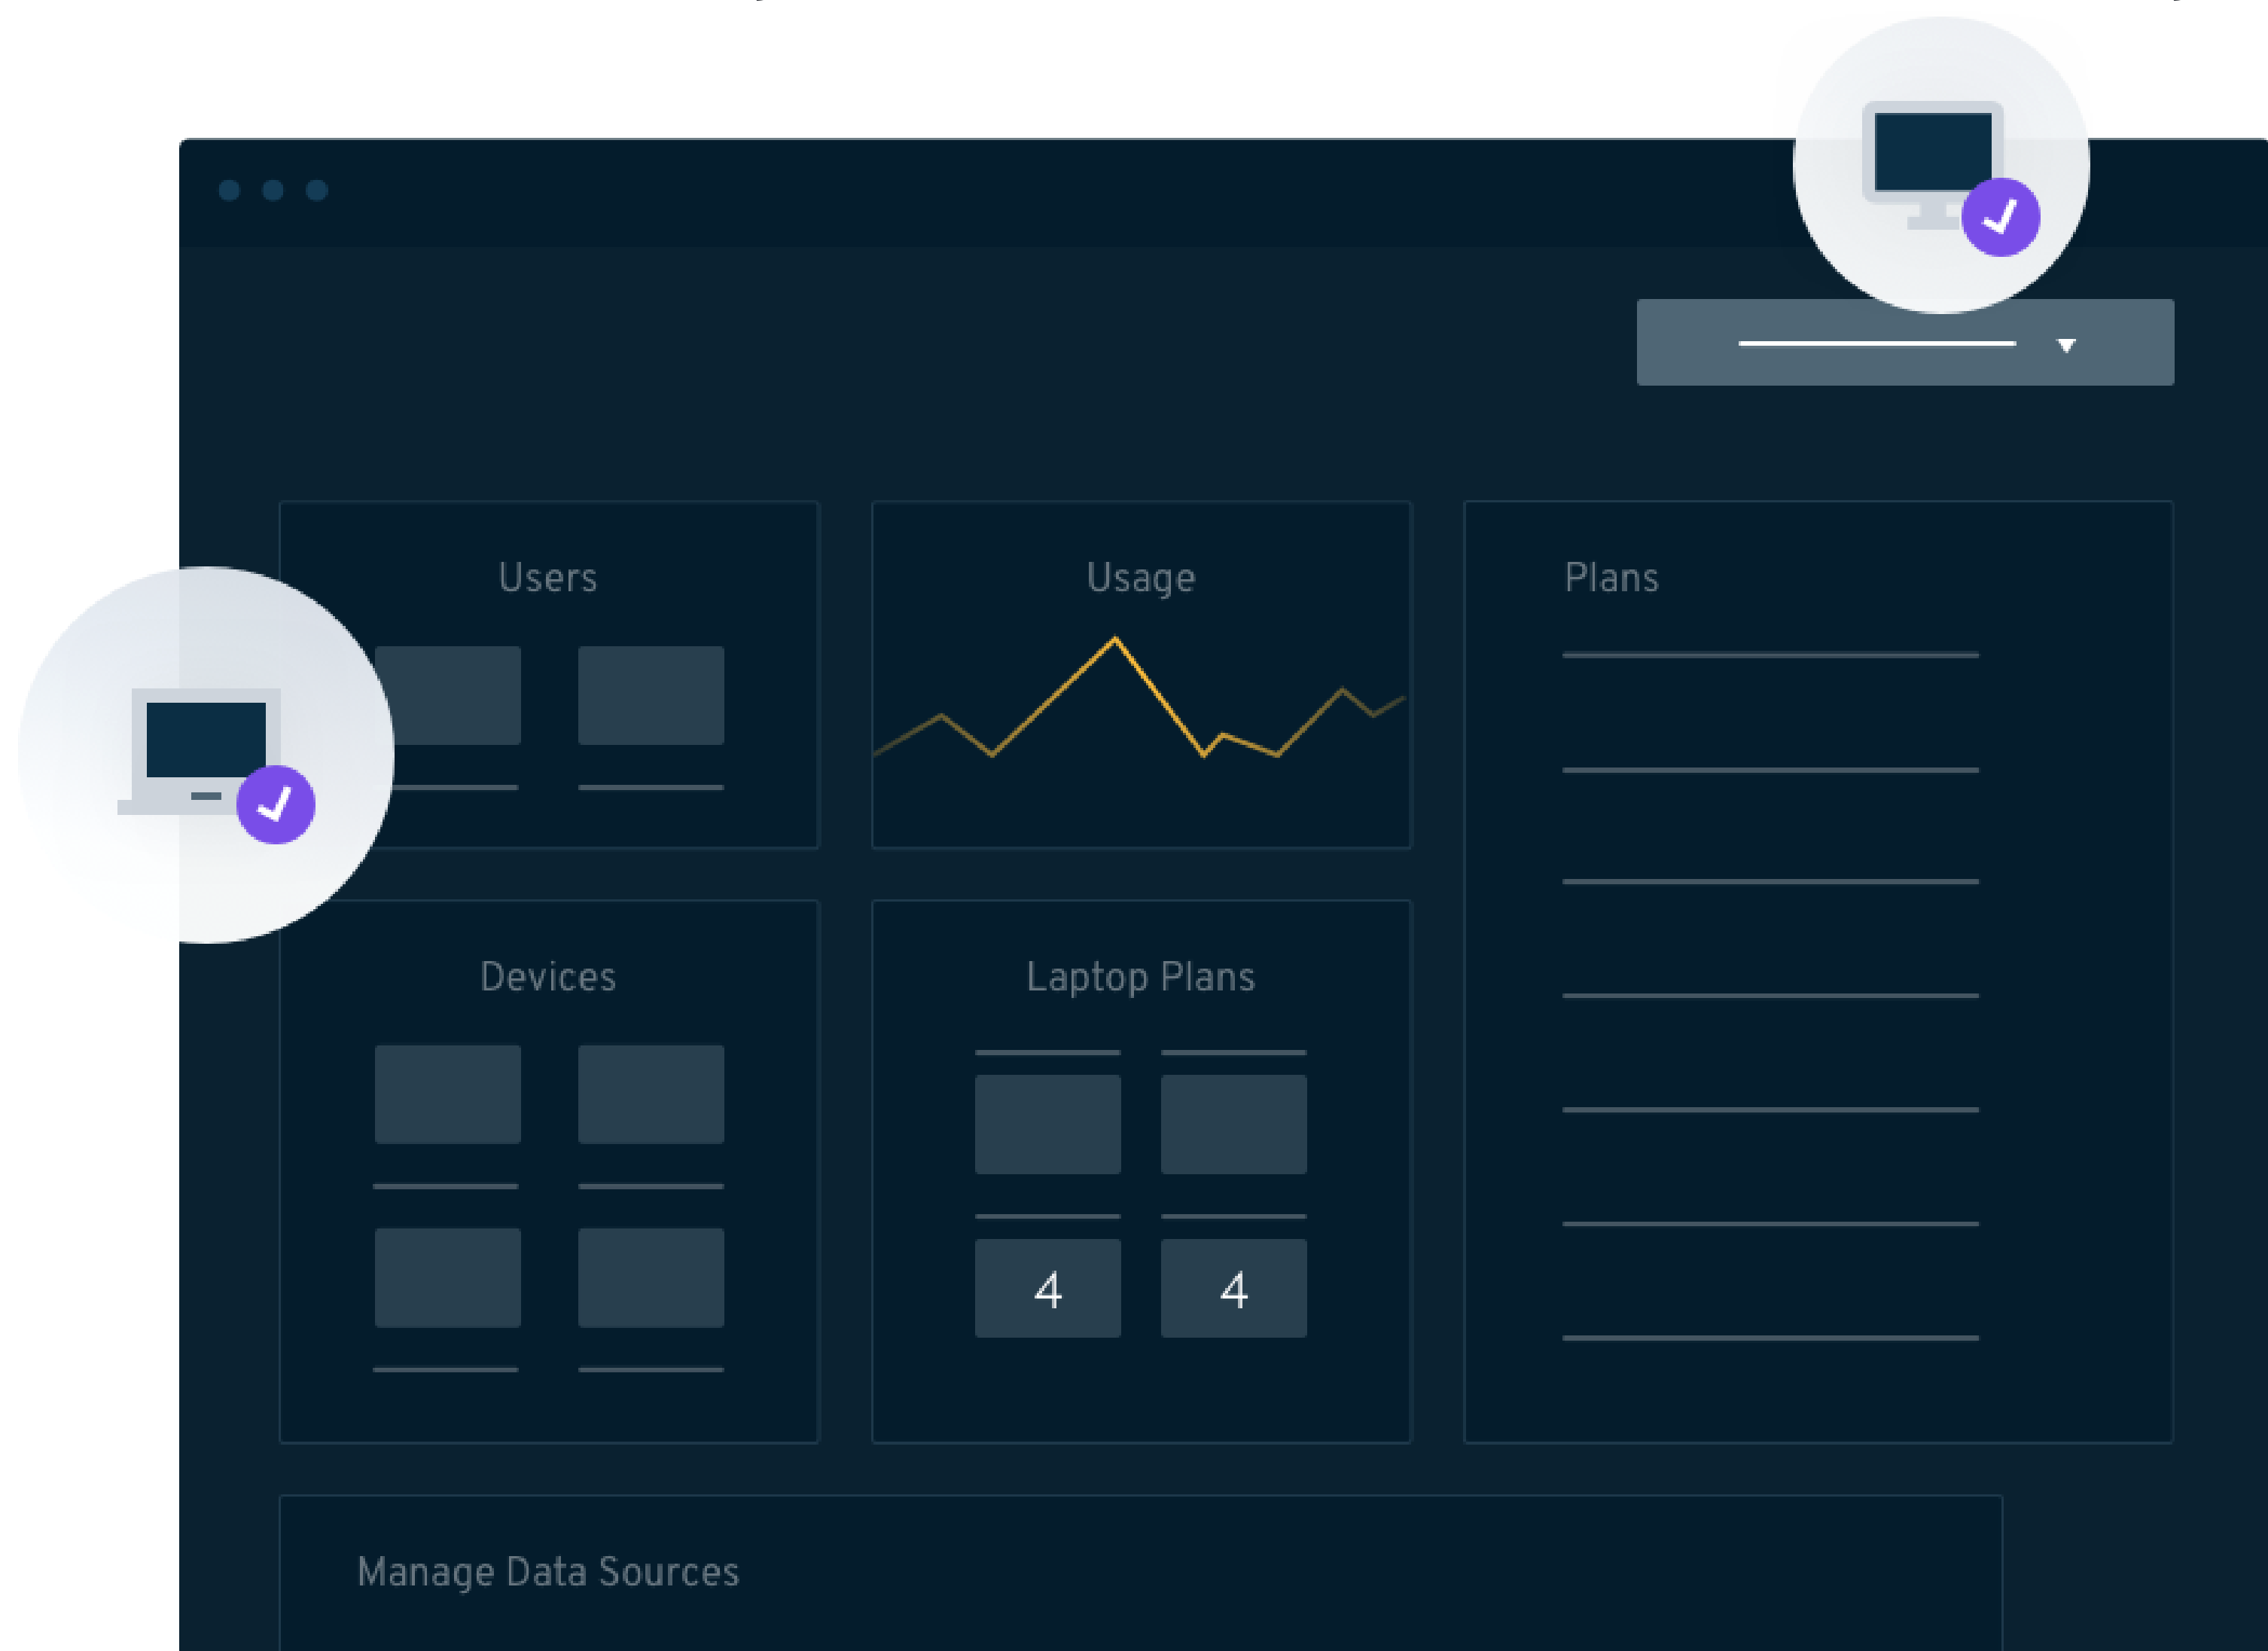 Users
Usage
Plans
Devices
Laptop Plans
4 4
Manage Data Sources